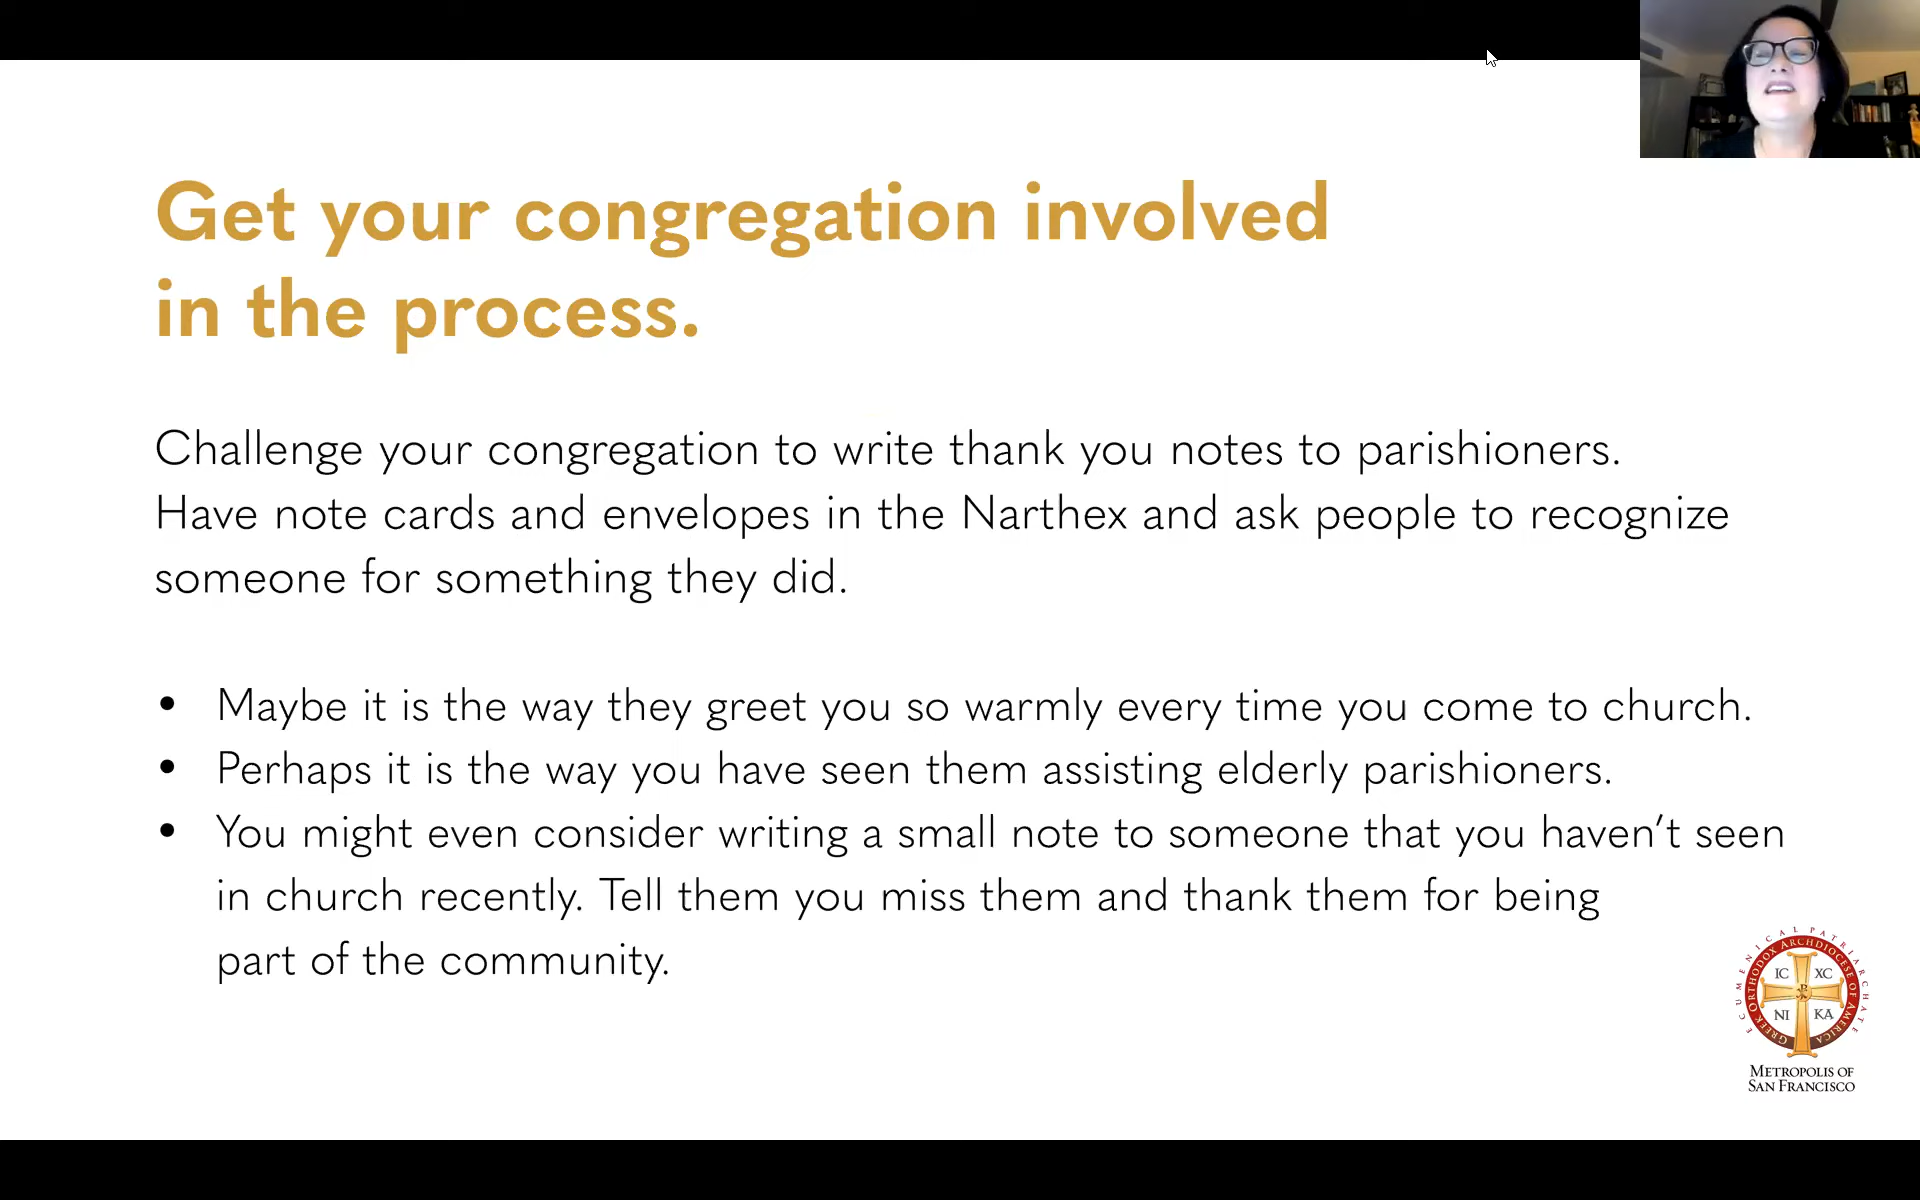 Get your congregation involved
in the process.
Challenge your congregation to write thank you notes to parishioners.
Have note cards and envelopes in the Narthex and ask people to recognize
someone for something they did.
• Maybe it is the way they greet you so warmly every time you come to church.
• Perhaps it is the way you have seen them assisting elderly parishioners.
• You might even consider writing a small note to someone that you haven’t seen
in church recently. Tell them you miss them and thank them for being
part of the community.
ECUMENICAL PATRIARCHATE
GREEK ORTHODOX ARCHDIOCESE OF AMERICA
IC XC
NI KA
METROPOLIS OF
SAN FRANCISCO